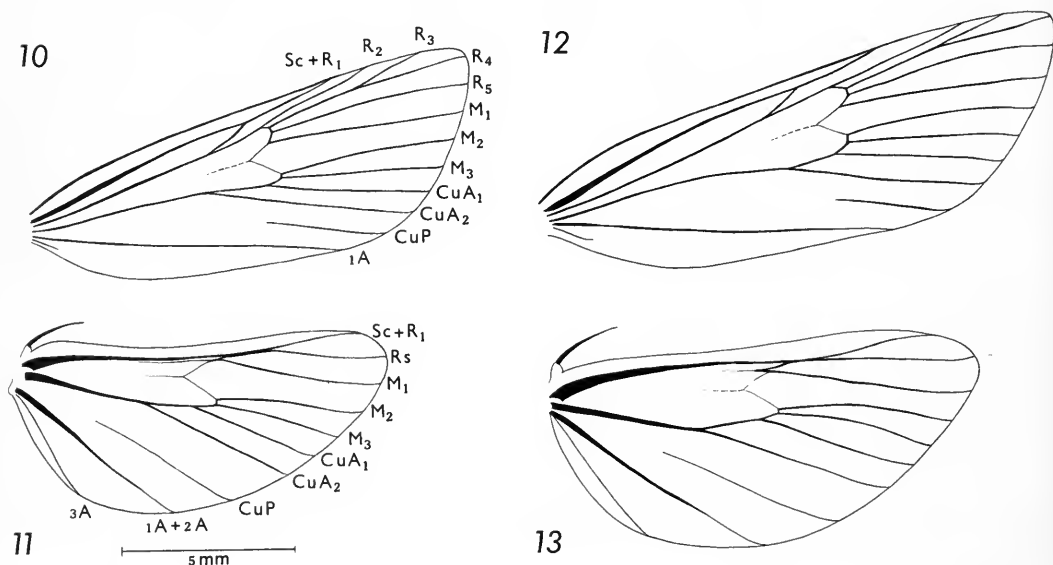 10
Sc + R1
R2
R3
R4
R5
M1
M2
M3
CuA1
CuA2
CuP
1A
12
11
Sc + R1
Rs
M1
M2
M3
CuA1
CuA2
CuP
1A + 2A
3A
5 mm
13